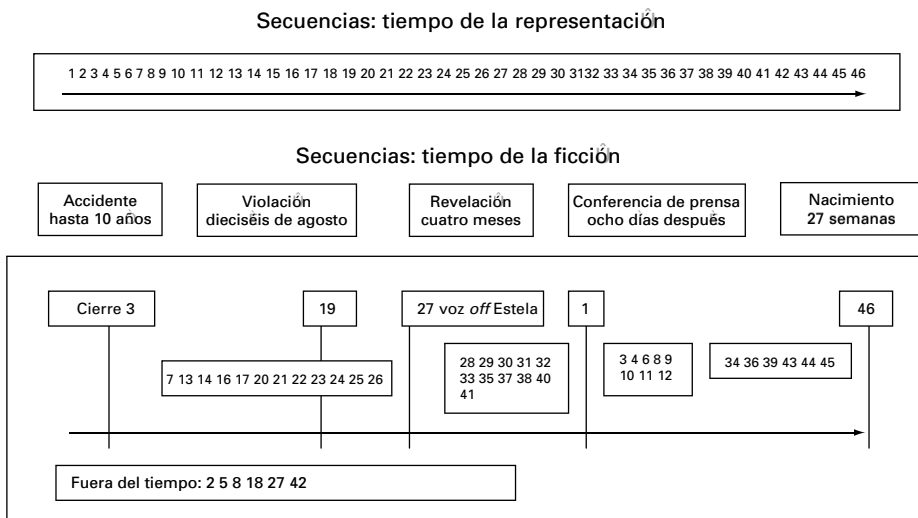 Secuencias: tiempo de la representación
1 2 3 4 5 6 7 8 9 10 11 12 13 14 15 16 17 18 19 20 21 22 23 24 25 26 27 28 29 30 3132 33 34 35 36 37 38 39 40 41 42 43 44 45 46
Secuencias: tiempo de la ficción
Accidente
hasta 10 años
Violación
dieciséis de agosto
Revelación
cuatro meses
Conferencia de prensa
ocho días después
Nacimiento
27 semanas
Cierre 3
19
27 voz off Estela
1
46
7 13 14 16 17 20 21 22 23 24 25 26
28 29 30 31 32
33 35 37 38 40
41
3 4 6 8 9
10 11 12
34 36 39 43 44 45
Fuera del tiempo: 2 5 8 18 27 42